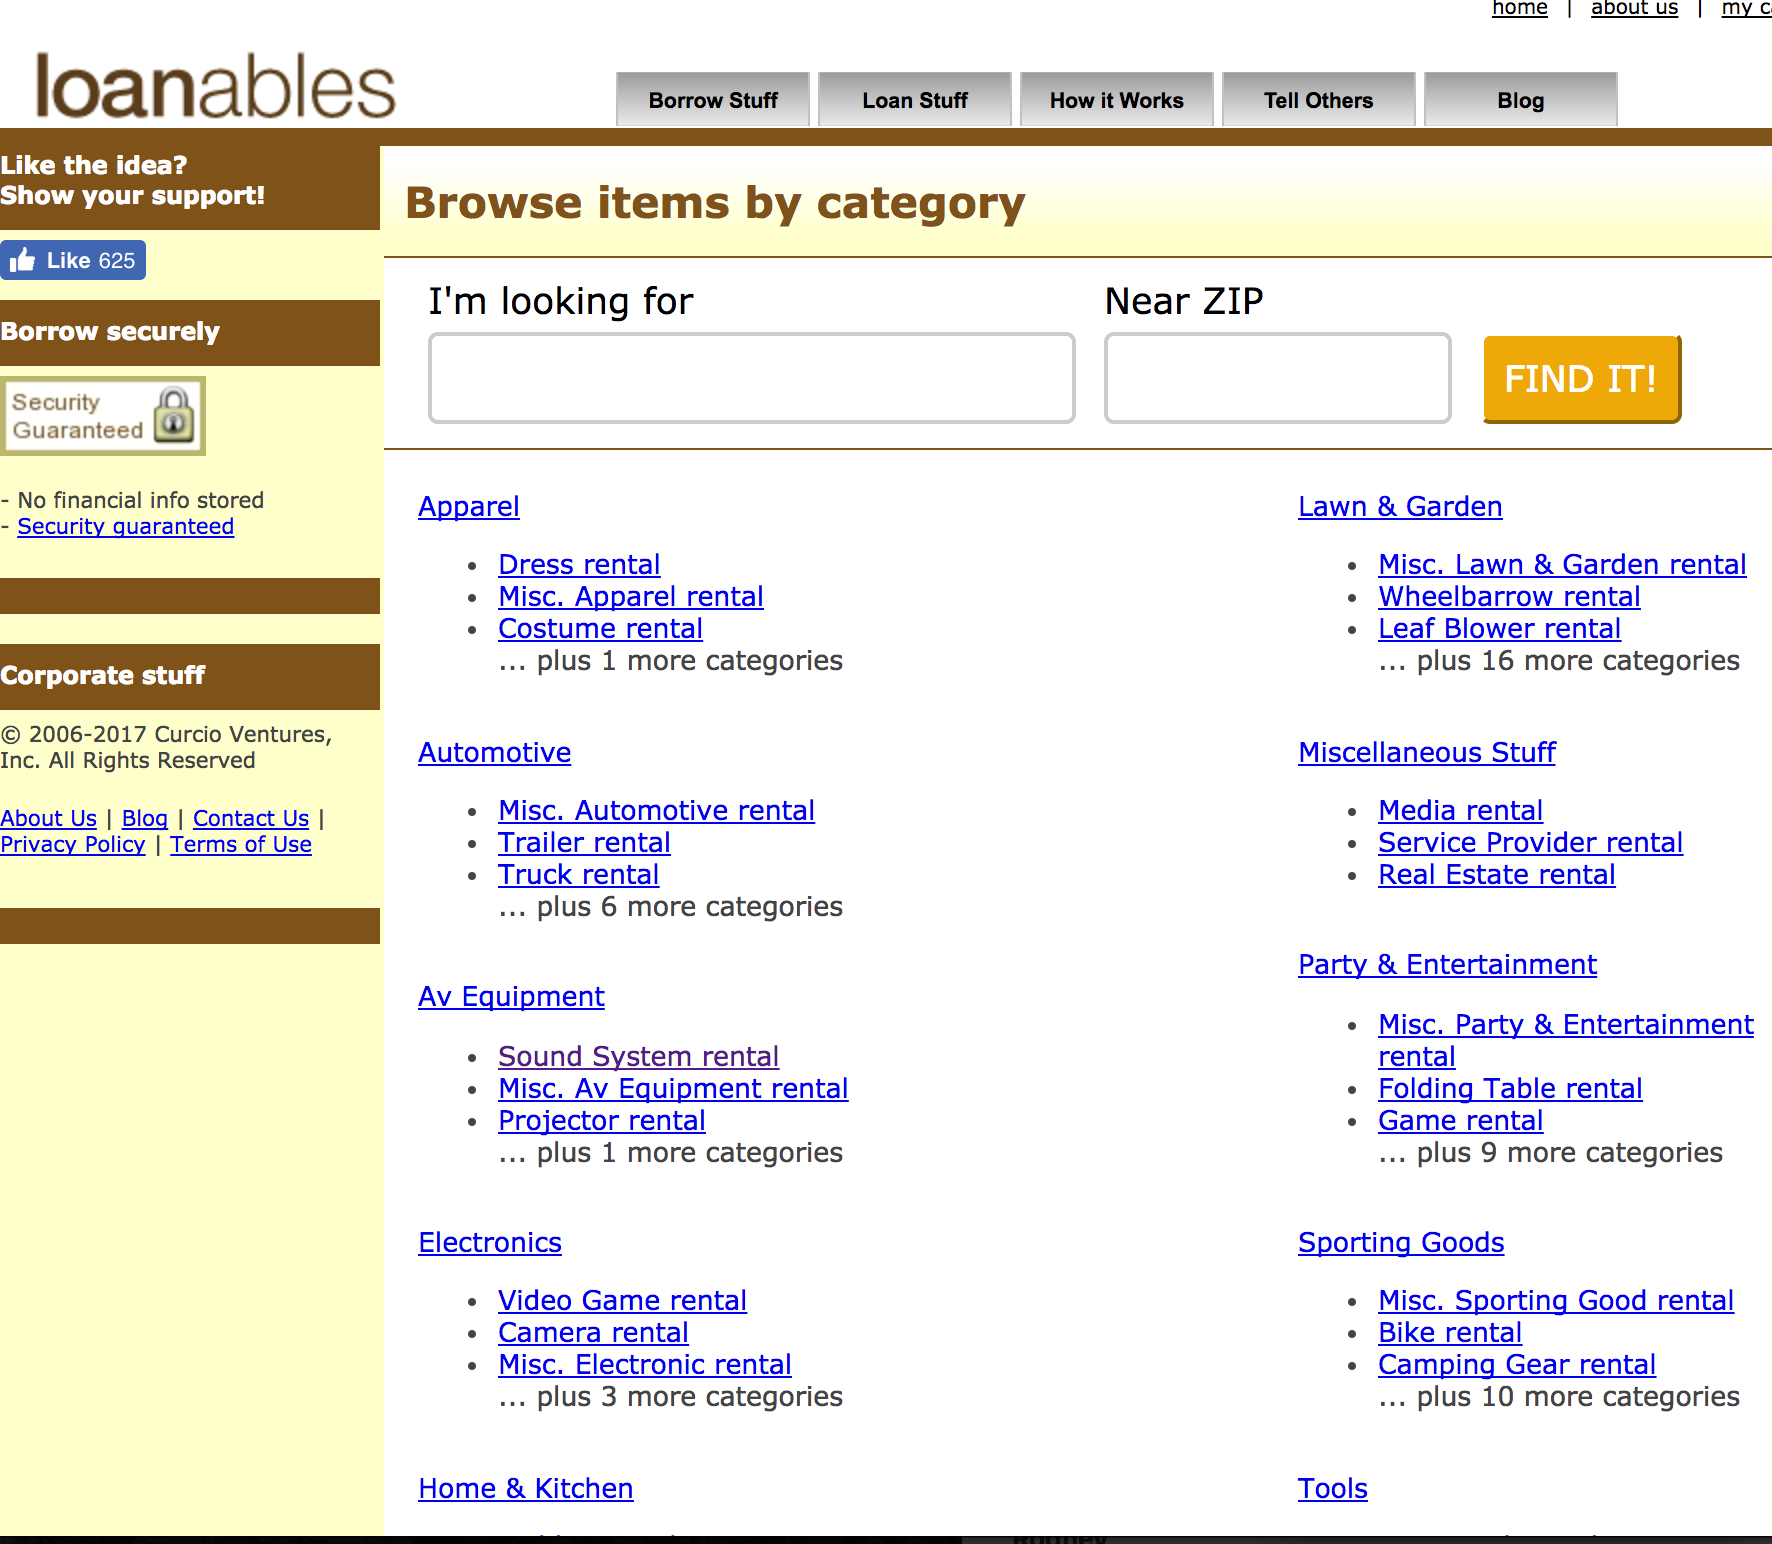 home | about us | my
loanables
Borrow Stuff
Loan Stuff
How it Works
Tell Others
Blog
Like the idea?
Show your support!
Like 625
Borrow securely
Security
Guaranteed
- No financial info stored
- Security guaranteed
Corporate stuff
© 2006-2017 Curcio Ventures,
Inc. All Rights Reserved
About Us | Blog | Contact Us |
Privacy Policy | Terms of Use
Browse items by category
I'm looking for
Near ZIP
FIND IT!
Apparel
• Dress rental
• Misc. Apparel rental
• Costume rental
... plus 1 more categories
Automotive
• Misc. Automotive rental
• Trailer rental
• Truck rental
... plus 6 more categories
Av Equipment
• Sound System rental
• Misc. Av Equipment rental
• Projector rental
... plus 1 more categories
Electronics
• Video Game rental
• Camera rental
• Misc. Electronic rental
... plus 3 more categories
Home & Kitchen
Lawn & Garden
• Misc. Lawn & Garden rental
• Wheelbarrow rental
• Leaf Blower rental
... plus 16 more categories
Miscellaneous Stuff
• Media rental
• Service Provider rental
• Real Estate rental
Party & Entertainment
• Misc. Party & Entertainment
rental
• Folding Table rental
• Game rental
... plus 9 more categories
Sporting Goods
• Misc. Sporting Good rental
• Bike rental
• Camping Gear rental
... plus 10 more categories
Tools